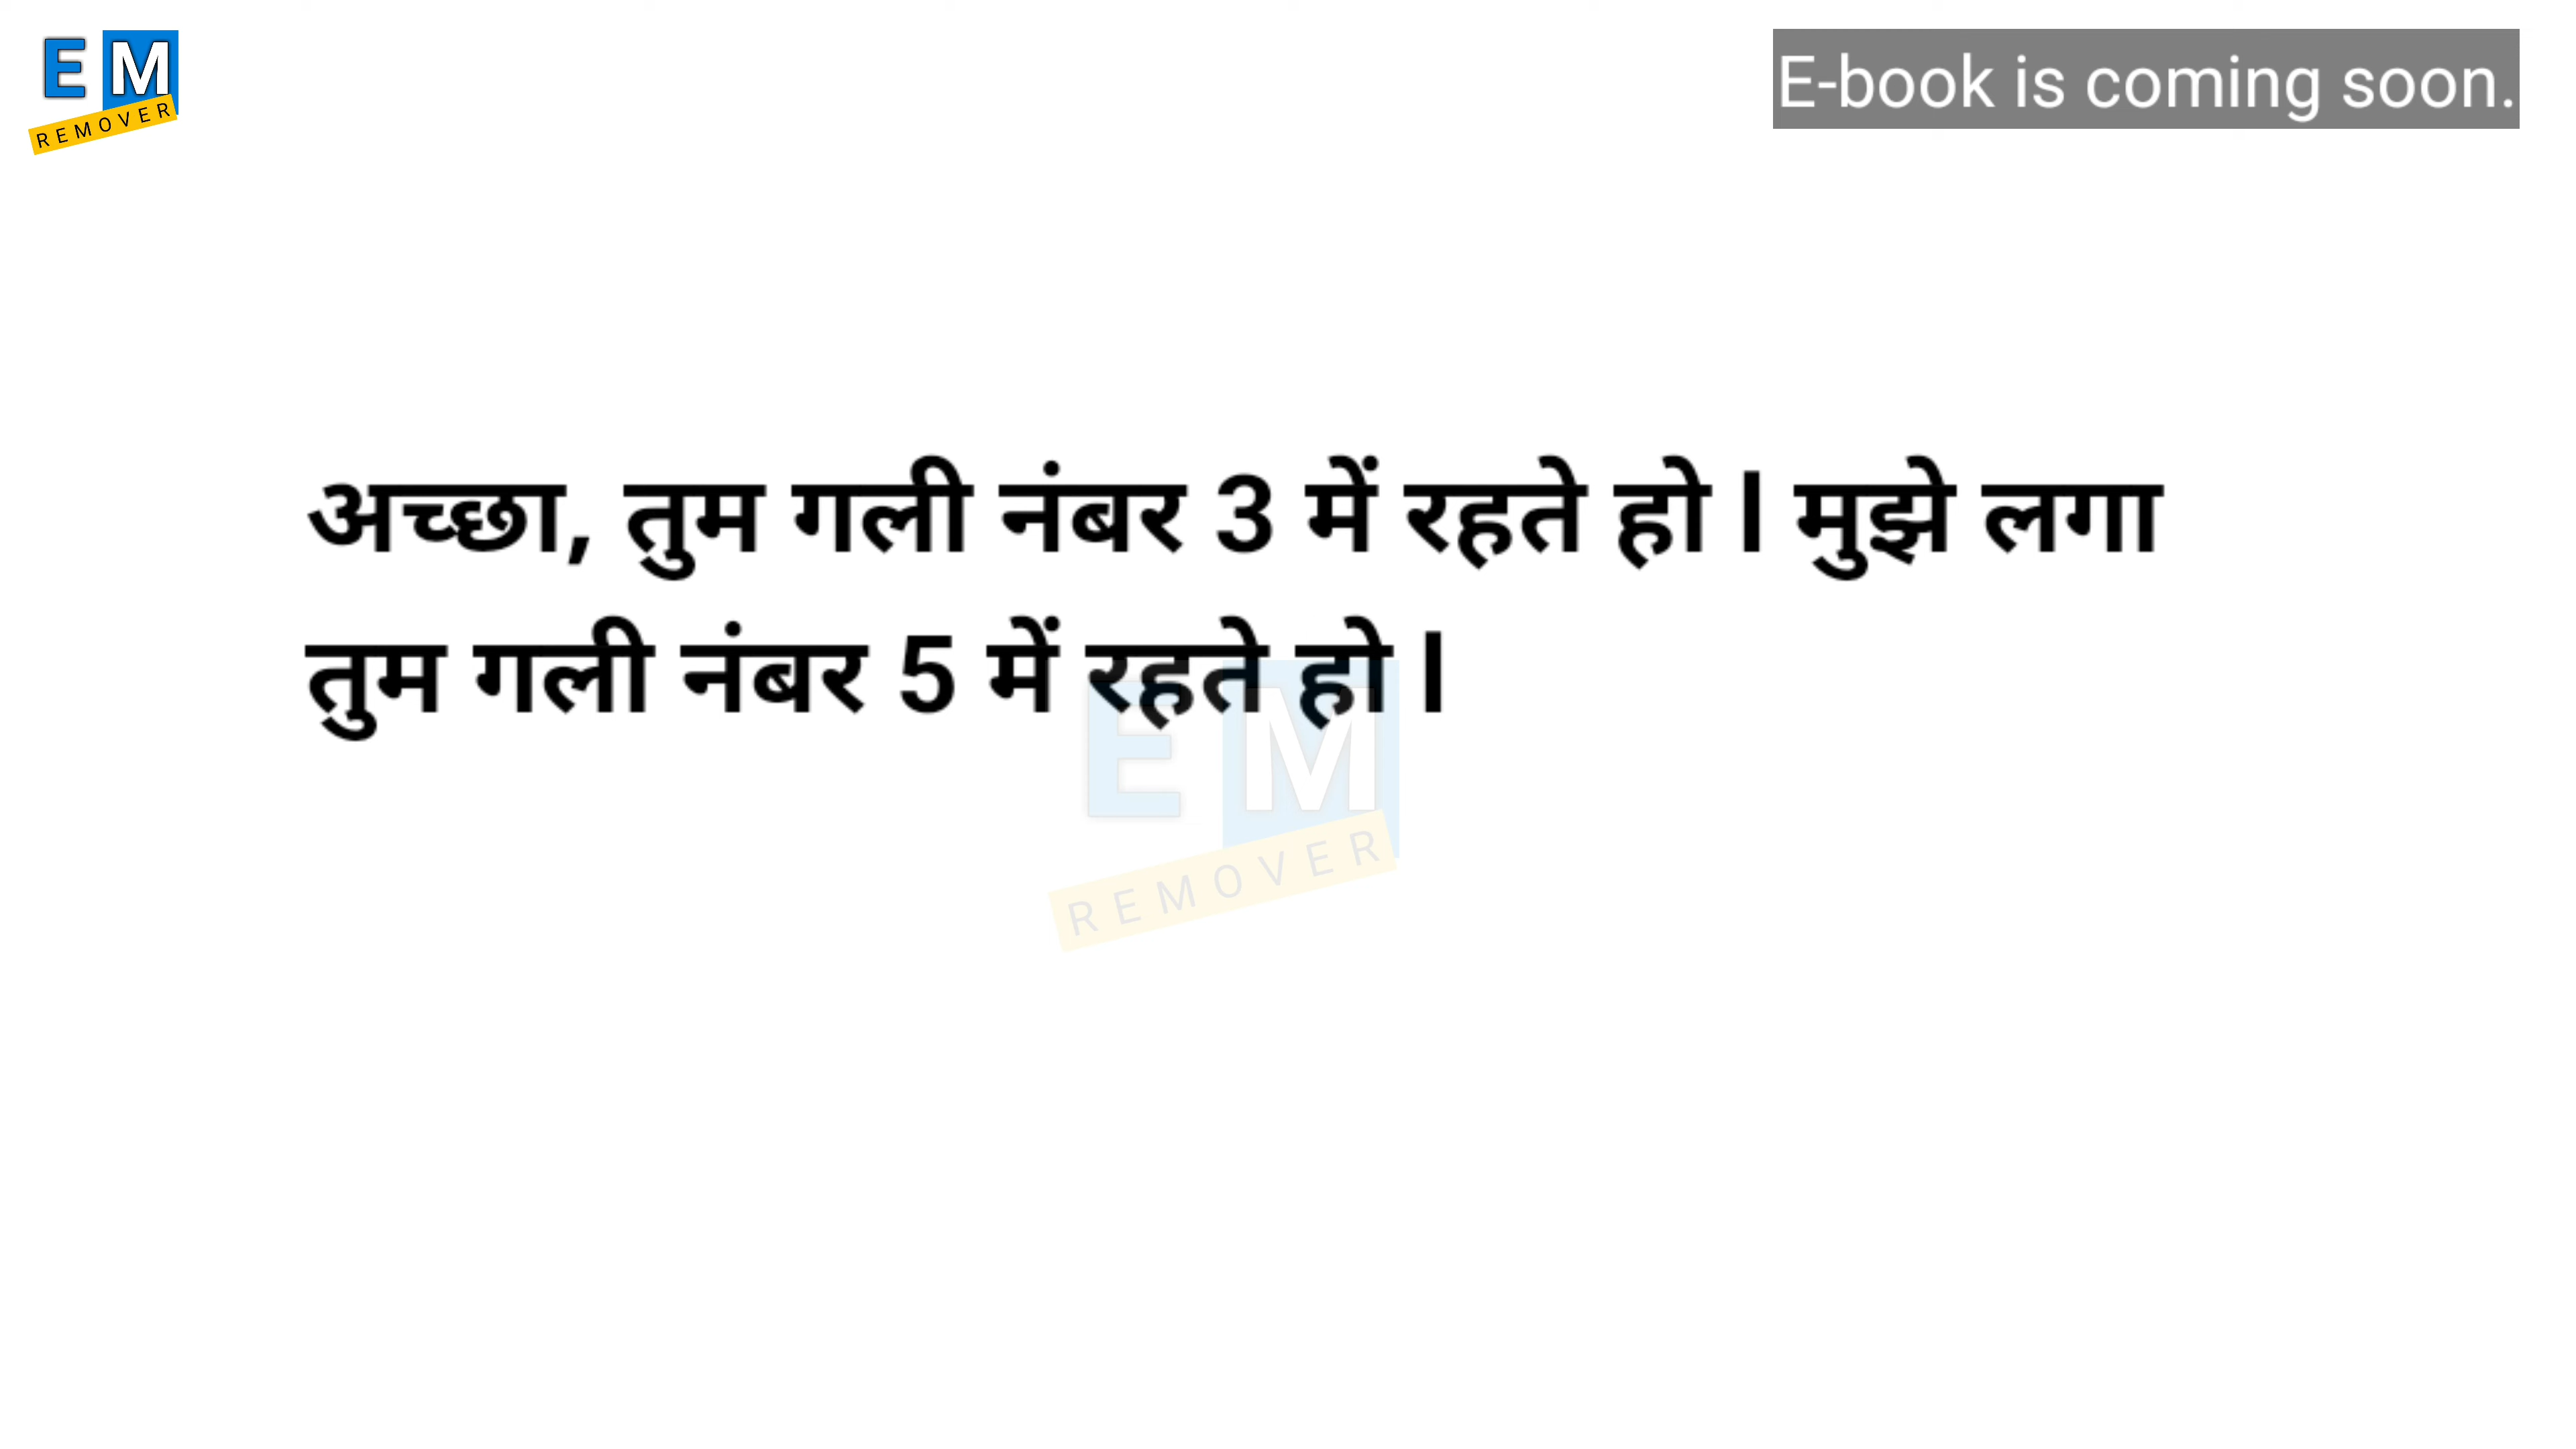 EM
REMOVER
E-book is coming soon.
अच्छा, तुम गली नंबर 3 में रहते हो l मुझे लगा
तुम गली नंबर 5 में रहते हो l
EM
REMOVER